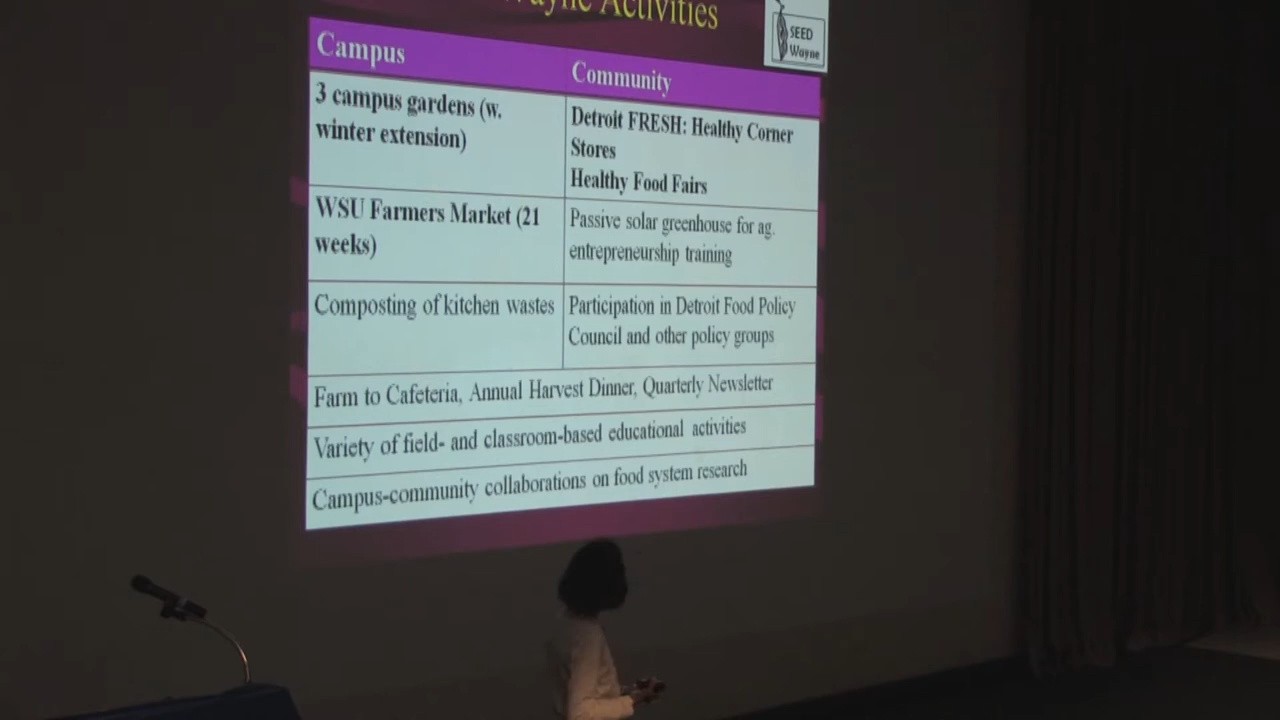 Wayne Activities
SEED
Wayne
Campus
Community
3 campus gardens (w.
winter extension)
Detroit FRESH: Healthy Corner
Stores
Healthy Food Fairs
WSU Farmers Market (21
weeks)
Passive solar greenhouse for ag.
entrepreneurship training
Composting of kitchen wastes
Participation in Detroit Food Policy
Council and other policy groups
Farm to Cafeteria, Annual Harvest Dinner, Quarterly Newsletter
Variety of field- and classroom-based educational activities
Campus-community collaborations on food system research